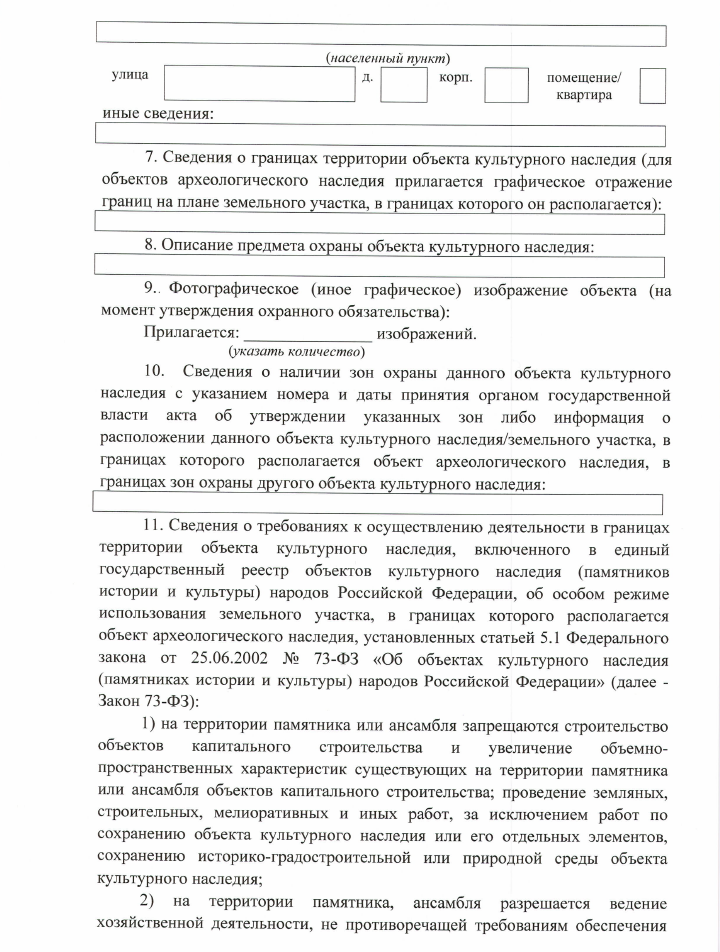 (населенный пункт)
улица д. корп. помещение/
квартира
иные сведения:
7. Сведения о границах территории объекта культурного наследия (для
объектов археологического наследия прилагается графическое отражение
границ на плане земельного участка, в границах которого он располагается):
8. Описание предмета охраны объекта культурного наследия:
9. Фотографическое (иное графическое) изображение объекта (на
момент утверждения охранного обязательства):
Прилагается: _______________ изображений.
(указать количество)
10. Сведения о наличии зон охраны данного объекта культурного
наследия с указанием номера и даты принятия органом государственной
власти акта об утверждении указанных зон либо информация о
расположении данного объекта культурного наследия/земельного участка, в
границах которого располагается объект археологического наследия, в
границах зон охраны другого объекта культурного наследия:
11. Сведения о требованиях к осуществлению деятельности в границах
территории объекта культурного наследия, включенного в единый
государственный реестр объектов культурного наследия (памятников
истории и культуры) народов Российской Федерации, об особом режиме
использования земельного участка, в границах которого располагается
объект археологического наследия, установленных статьей 5.1 Федерального
закона от 25.06.2002 № 73-ФЗ «Об объектах культурного наследия
(памятниках истории и культуры) народов Российской Федерации» (далее -
Закон 73-ФЗ):
1) на территории памятника или ансамбля запрещаются строительство
объектов капитального строительства и увеличение объемно-
пространственных характеристик существующих на территории памятника
или ансамбля объектов капитального строительства; проведение земляных,
строительных, мелиоративных и иных работ, за исключением работ по
сохранению объекта культурного наследия или его отдельных элементов,
сохранению историко-градостроительной или природной среды объекта
культурного наследия;
2) на территории памятника, ансамбля разрешается ведение
хозяйственной деятельности, не противоречащей требованиям обеспечения